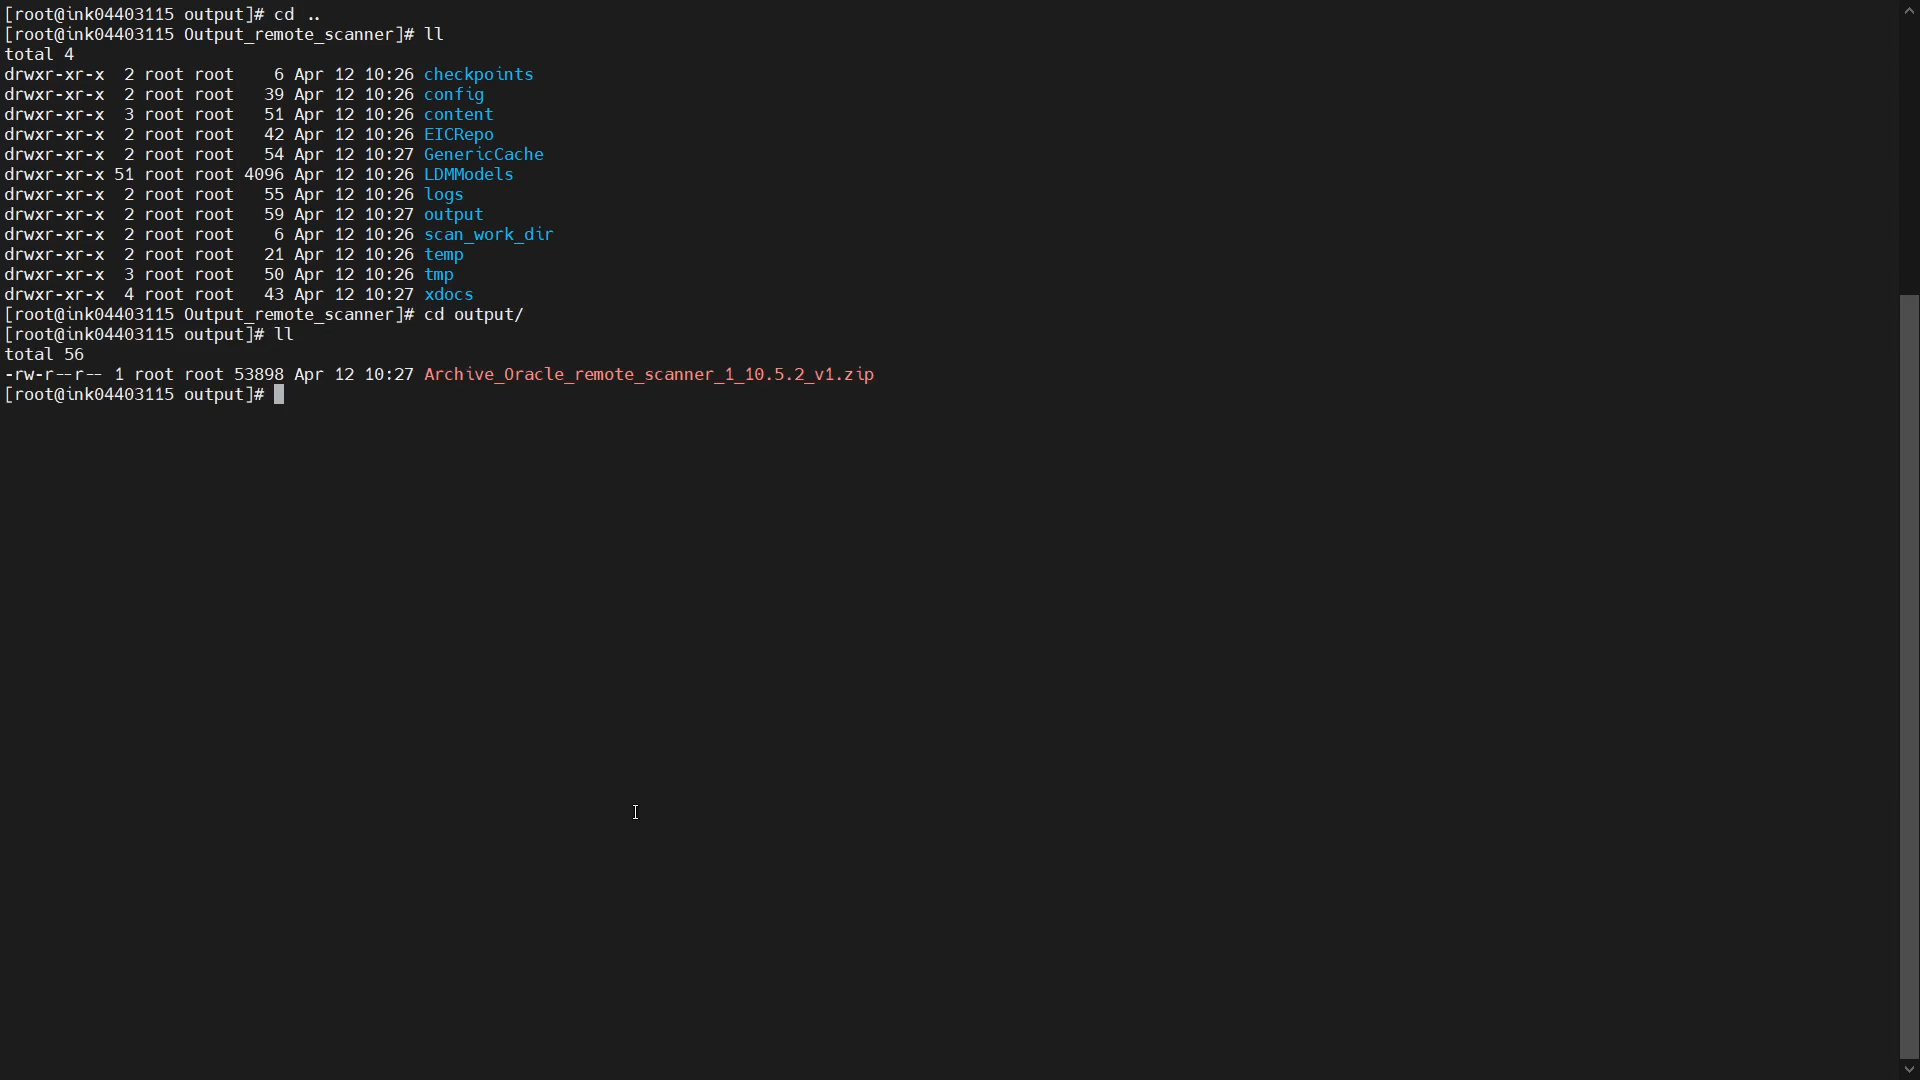 [root@ink04403115 output]# cd ..
[root@ink04403115 Output_remote_scanner]# ll
total 4
drwxr-xr-x  2 root root    6 Apr 12 10:26 checkpoints
drwxr-xr-x  2 root root   39 Apr 12 10:26 config
drwxr-xr-x  3 root root   51 Apr 12 10:26 content
drwxr-xr-x  2 root root   42 Apr 12 10:26 EICRepo
drwxr-xr-x  2 root root   54 Apr 12 10:27 GenericCache
drwxr-xr-x 51 root root 4096 Apr 12 10:26 LDMModels
drwxr-xr-x  2 root root   55 Apr 12 10:26 logs
drwxr-xr-x  2 root root   59 Apr 12 10:27 output
drwxr-xr-x  2 root root    6 Apr 12 10:26 scan_work_dir
drwxr-xr-x  2 root root   21 Apr 12 10:26 temp
drwxr-xr-x  3 root root   50 Apr 12 10:26 tmp
drwxr-xr-x  4 root root   43 Apr 12 10:27 xdocs
[root@ink04403115 Output_remote_scanner]# cd output/
[root@ink04403115 output]# ll
total 56
-rw-r--r-- 1 root root 53898 Apr 12 10:27 Archive_Oracle_remote_scanner_1_10.5.2_v1.zip
[root@ink04403115 output]#